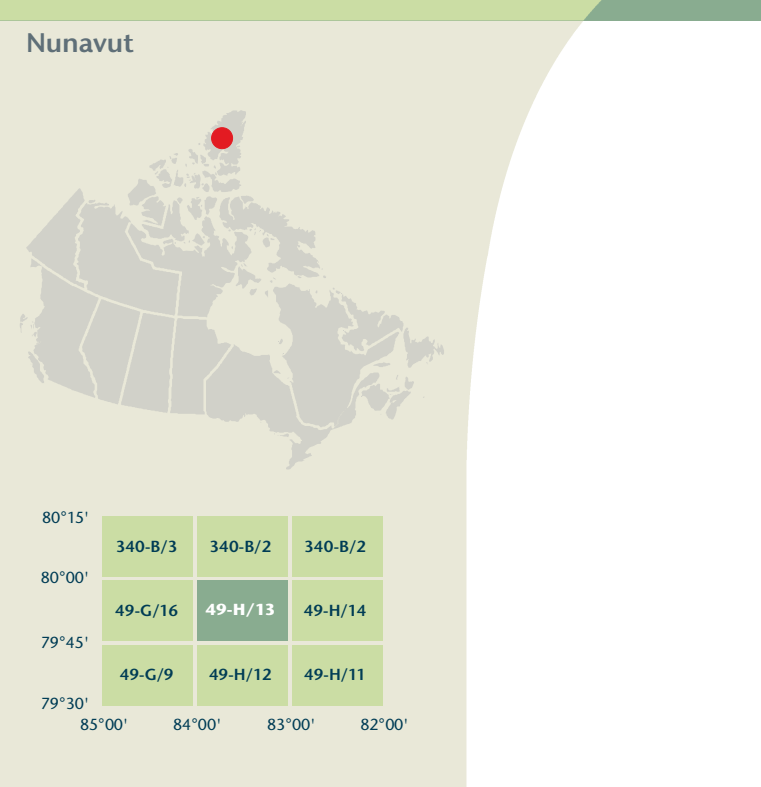 Nunavut
80°15'
340-B/3 340-B/2 340-B/2
80°00'
49-G/16 49-H/13 49-H/14
79°45'
49-G/9 49-H/12 49-H/11
79°30'
85°00' 84°00' 83°00' 82°00'